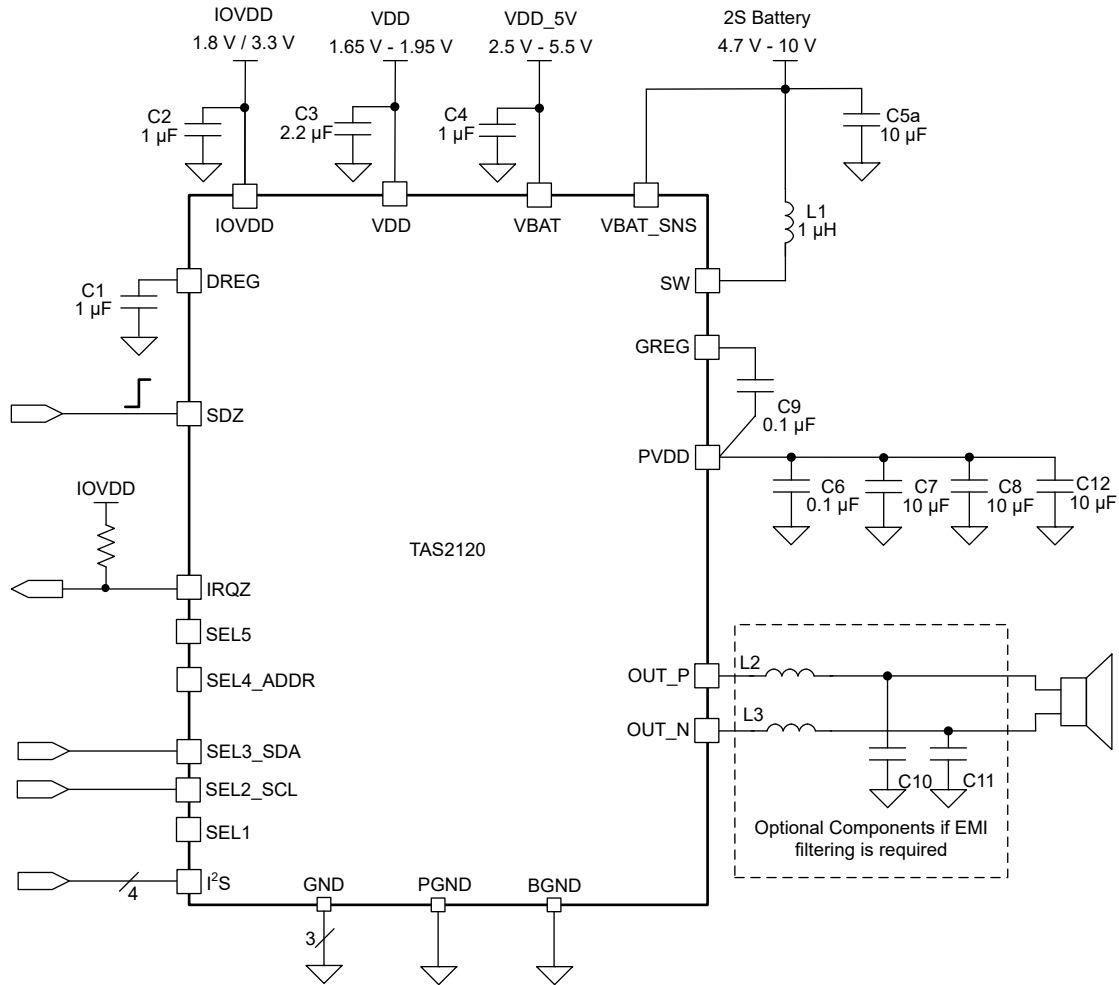 IOVDD
1.8 V / 3.3 V
VDD
1.65 V - 1.95 V
VDD_5V
2.5 V - 5.5 V
2S Battery
4.7 V - 10 V
C2
1 µF
C3
2.2 µF
C4
1 µF
C5a
10 µF
IOVDD
VDD
VBAT
VBAT_SNS
L1
1 µH
C1
1 µF
DREG
SW
GREG
C9
0.1 µF
SDZ
PVDD
C6
0.1 µF
C7
10 µF
C8
10 µF
C12
10 µF
IOVDD
TAS2120
IRQZ
SEL5
SEL4_ADDR
SEL3_SDA
SEL2_SCL
SEL1
I²S
4
OUT_P
L2
OUT_N
L3
C10
C11
Optional Components if EMI
filtering is required
GND
PGND
BGND
3